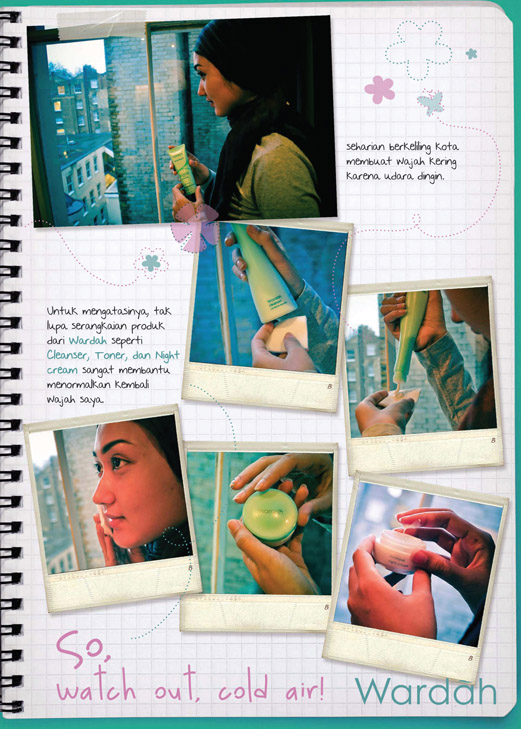 seharian berkeliling Kota
membuat wajah kering
karena udara dingin.
Untuk mengatasinya, tak
lupa serangkaian produk
dari Wardah seperti
Cleanser, Toner, dan Night
cream sangat membantu
menormalkan kembali
wajah saya.
B
B
B
B
B
So,
watch out, cold air!
Wardah